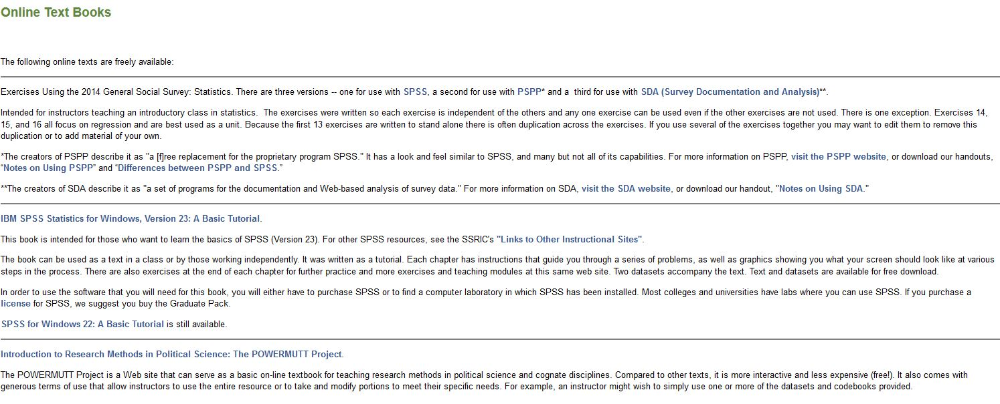 Online Text Books
The following online texts are freely available:
Exercises Using the 2014 General Social Survey: Statistics. There are three versions -- one for use with SPSS, a second for use with PSPP* and a  third for use with SDA (Survey Documentation and Analysis)**.
Intended for instructors teaching an introductory class in statistics.  The exercises were written so each exercise is independent of the others and any one exercise can be used even if the other exercises are not used. There is one exception. Exercises 14,
15, and 16 all focus on regression and are best used as a unit. Because the first 13 exercises are written to stand alone there is often duplication across the exercises. If you use several of the exercises together you may want to edit them to remove this
duplication or to add material of your own.
*The creators of PSPP describe it as "a [f]ree replacement for the proprietary program SPSS." It has a look and feel similar to SPSS, and many but not all of its capabilities. For more information on PSPP, visit the PSPP website, or download our handouts,
“Notes on Using PSPP” and “Differences between PSPP and SPSS.”
**The creators of SDA describe it as "a set of programs for the documentation and Web-based analysis of survey data." For more information on SDA, visit the SDA website, or download our handout, "Notes on Using SDA."
IBM SPSS Statistics for Windows, Version 23: A Basic Tutorial.
This book is intended for those who want to learn the basics of SPSS (Version 23). For other SPSS resources, see the SSRIC's "Links to Other Instructional Sites".
The book can be used as a text in a class or by those working independently. It was written as a tutorial. Each chapter has instructions that guide you through a series of problems, as well as graphics showing you what your screen should look like at various
steps in the process. There are also exercises at the end of each chapter for further practice and more exercises and teaching modules at this same web site. Two datasets accompany the text. Text and datasets are available for free download.
In order to use the software that you will need for this book, you will either have to purchase SPSS or to find a computer laboratory in which SPSS has been installed. Most colleges and universities have labs where you can use SPSS. If you purchase a
license for SPSS, we suggest you buy the Graduate Pack.
SPSS for Windows 22: A Basic Tutorial is still available.
Introduction to Research Methods in Political Science: The POWERMUTT Project.
The POWERMUTT Project is a Web site that can serve as a basic on-line textbook for teaching research methods in political science and cognate disciplines. Compared to other texts, it is more interactive and less expensive (free!). It also comes with
generous terms of use that allow instructors to use the entire resource or to take and modify portions to meet their specific needs. For example, an instructor might wish to simply use one or more of the datasets and codebooks provided.